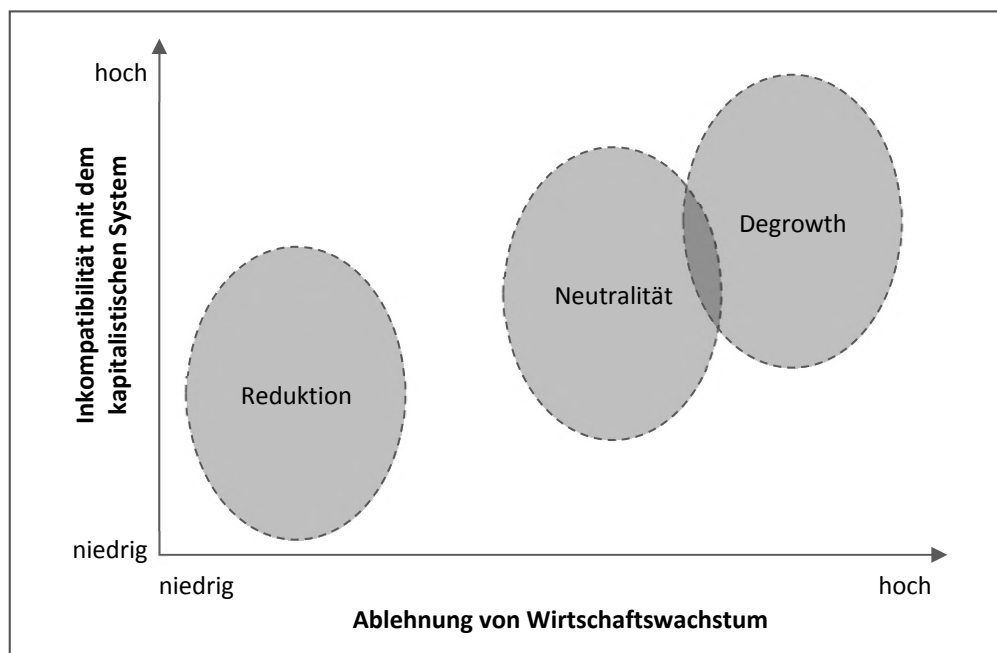 hoch
Inkompatibilität mit dem
kapitalistischen System
Degrowth
Neutralität
Reduktion
niedrig
niedrig
hoch
Ablehnung von Wirtschaftswachstum